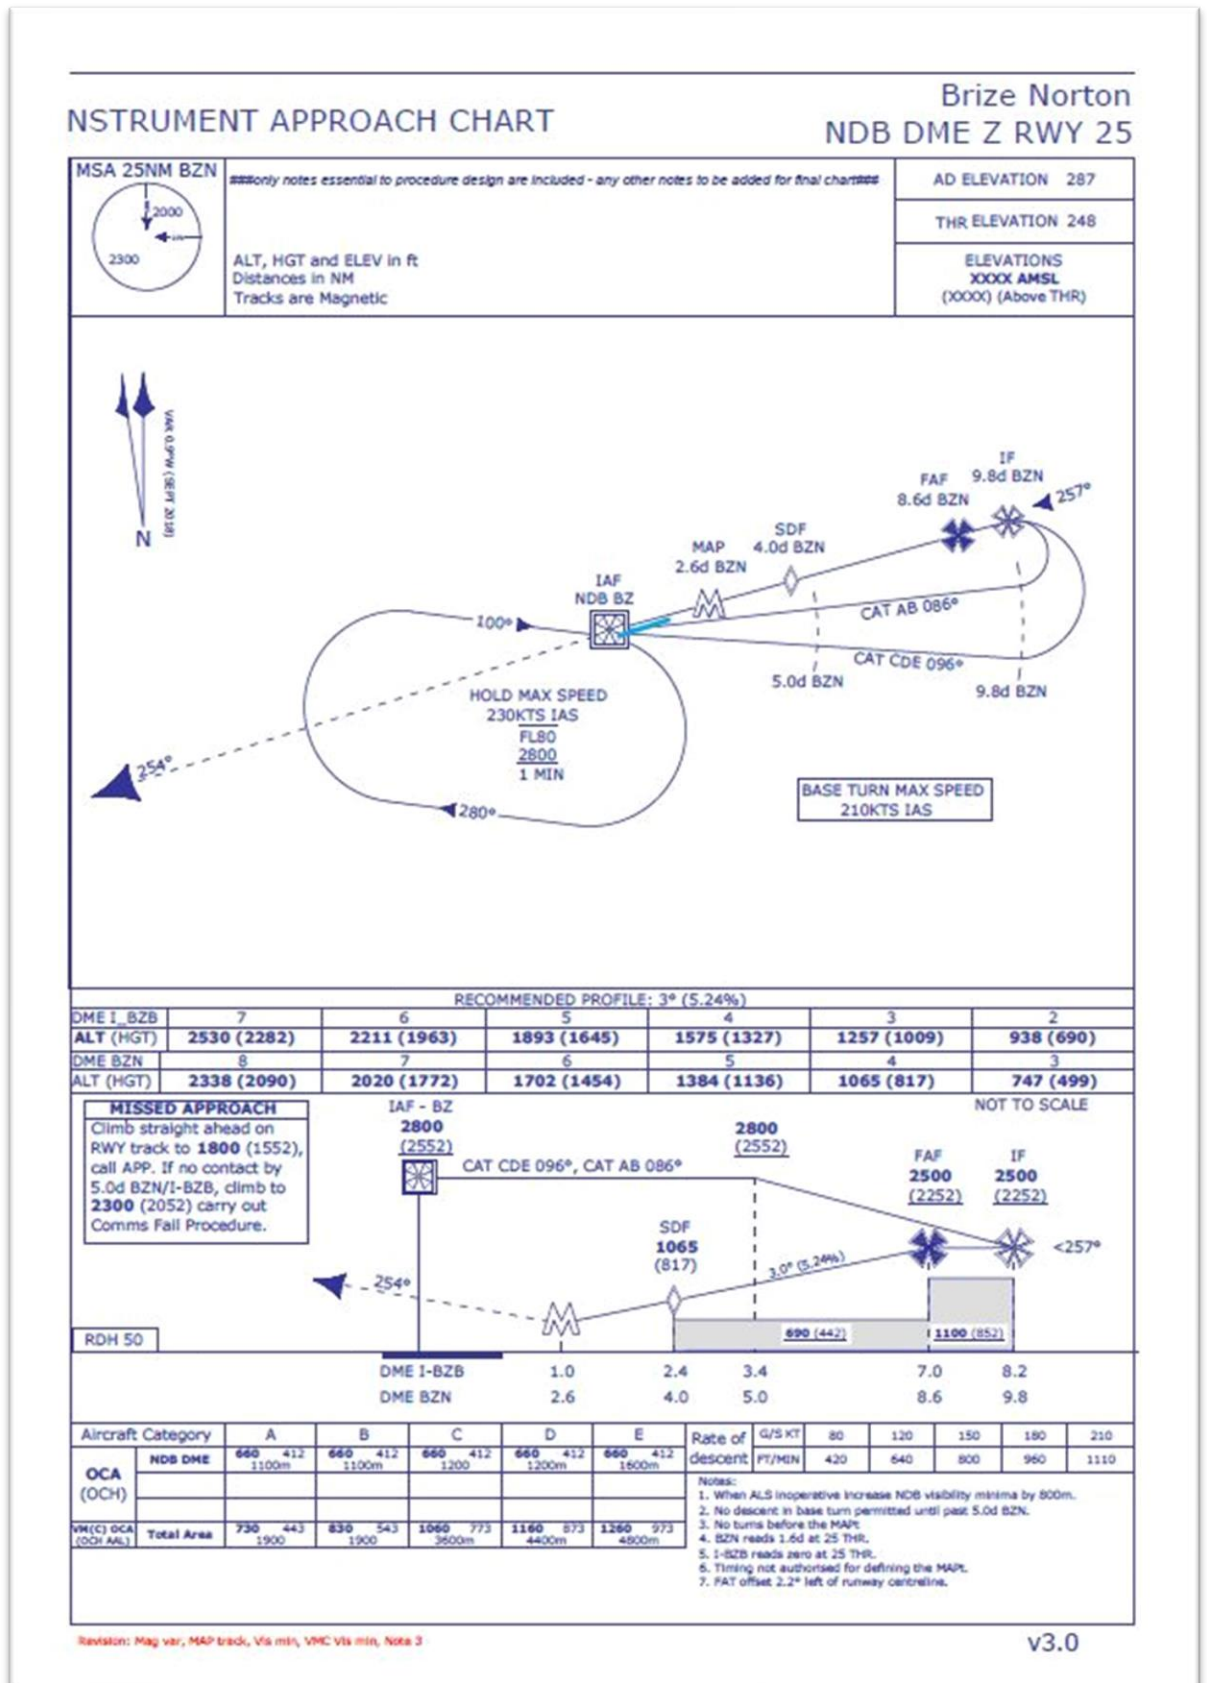 Brize Norton
NSTRUMENT APPROACH CHART
NDB DME Z RWY 25
MSA 25NM BZN
2000
2300
###only notes essential to procedure design are included - any other notes to be added for final chart###
ALT, HGT and ELEV in ft
Distances in NM
Tracks are Magnetic
AD ELEVATION 287
THR ELEVATION 248
ELEVATIONS
XXXX AMSL
(XXXX) (Above THR)
VAR 0.9°W (SEPT 2018)
N
IF
9.8d BZN
FAF
8.6d BZN
257°
SDF
4.0d BZN
MAP
2.6d BZN
IAF
NDB BZ
100°
CAT AB 086°
CAT CDE 096°
5.0d BZN
9.8d BZN
HOLD MAX SPEED
230KTS IAS
FL80
2800
1 MIN
254°
280°
BASE TURN MAX SPEED
210KTS IAS
RECOMMENDED PROFILE: 3° (5.24%)
DME I_BZB 7 6 5 4 3 2
ALT (HGT) 2530 (2282) 2211 (1963) 1893 (1645) 1575 (1327) 1257 (1009) 938 (690)
DME BZN 8 7 6 5 4 3
ALT (HGT) 2338 (2090) 2020 (1772) 1702 (1454) 1384 (1136) 1065 (817) 747 (499)
MISSED APPROACH
Climb straight ahead on
RWY track to 1800 (1552),
call APP. If no contact by
5.0d BZN/I-BZB, climb to
2300 (2052) carry out
Comms Fail Procedure.
IAF - BZ
2800
(2552)
CAT CDE 096°, CAT AB 086°
2800
(2552)
NOT TO SCALE
FAF
2500
(2252)
IF
2500
(2252)
SDF
1065
(817)
<257°
3.0° (5.24%)
254°
RDH 50
690 (442)
1100 (852)
DME I-BZB 1.0 2.4 3.4 7.0 8.2
DME BZN 2.6 4.0 5.0 8.6 9.8
Aircraft Category A B C D E
OCA
(OCH)
NDB DME 660 412 660 412 660 412 660 412 660 412
1100m 1100m 1200 1200m 1600m
VM(C) OCA
(OCH AAL)
Total Area 730 443 830 543 1060 773 1160 873 1260 973
1900 1900 3600m 4400m 4800m
Rate of
descent
G/S KT 80 120 150 180 210
FT/MIN 420 640 800 960 1110
Notes:
1. When ALS inoperative increase NDB visibility minima by 800m.
2. No descent in base turn permitted until past 5.0d BZN.
3. No turns before the MAPt
4. BZN reads 1.6d at 25 THR.
5. I-BZB reads zero at 25 THR.
6. Timing not authorised for defining the MAPt.
7. FAT offset 2.2° left of runway centreline.
Revision: Mag var, MAP track, Vis min, VMC Vis min, Note 3
v3.0